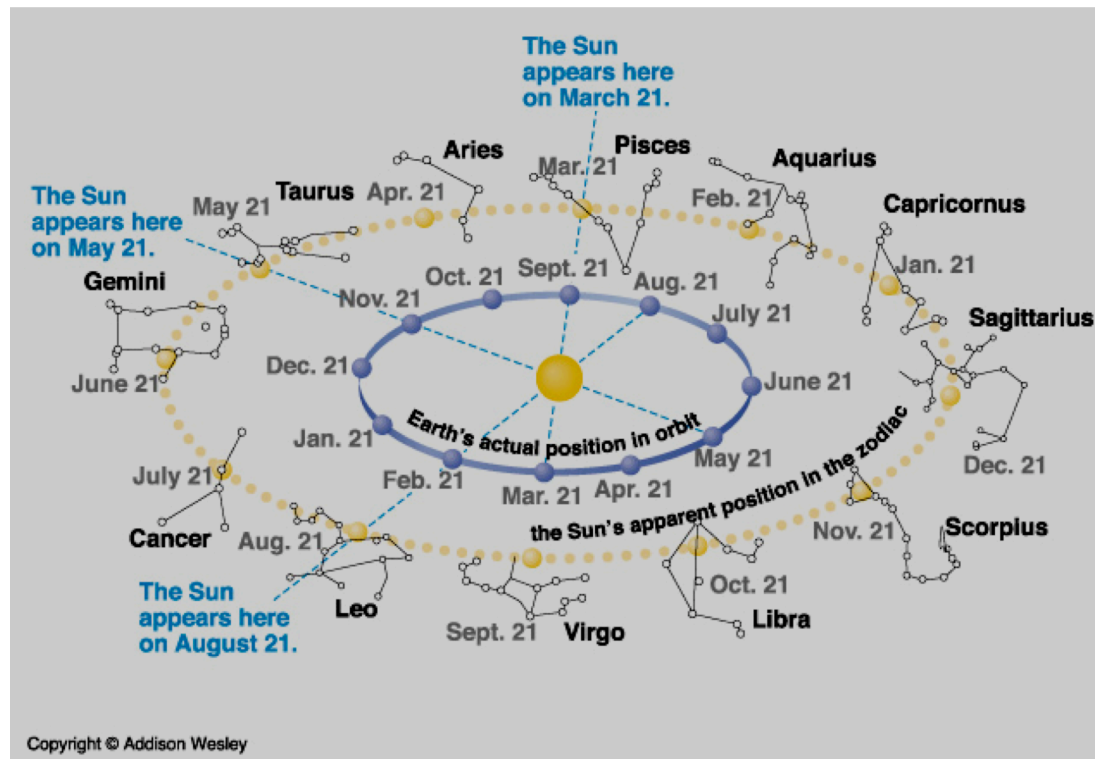 The Sun
appears here
on March 21.
Aries
Pisces
Mar. 21
Aquarius
Taurus
Apr. 21
Feb. 21
The Sun
appears here
on May 21.
May 21
Capricornus
Gemini
Oct. 21
Sept. 21
Aug. 21
Jan. 21
Nov. 21
July 21
Sagittarius
Dec. 21
June 21
June 21
Earth's actual position in orbit
Jan. 21
May 21
Dec. 21
July 21
Feb. 21
Mar. 21
Apr. 21
the Sun's apparent position in the zodiac
Cancer
Aug. 21
Nov. 21
Scorpius
The Sun
appears here
on August 21.
Leo
Sept. 21
Virgo
Oct. 21
Libra
Copyright © Addison Wesley